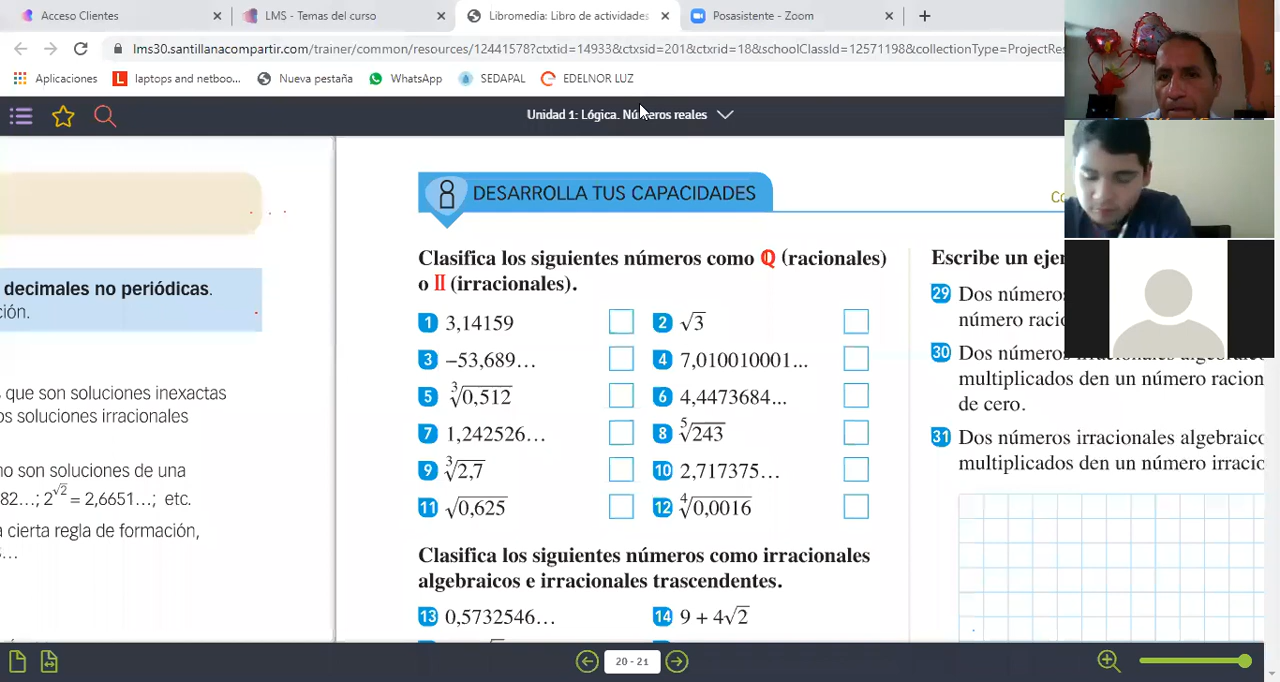 Acceso Clientes
LMS - Temas del curso
Libromedia: Libro de actividades
Posasistente - Zoom
lms30.santillanacompartir.com/trainer/common/resources/12441578?ctxtid=14933&ctxsid=201&ctxrid=18&schoolClassId=12571198&collectionType=ProjectRes
Aplicaciones
laptops and netboo...
Nueva pestaña
WhatsApp
SEDAPAL
EDELNOR LUZ
Unidad 1: Lógica. Números reales
decimales no periódicas.
ción.
que son soluciones inexactas
os soluciones irracionales
no son soluciones de una
82...; 2^√2 = 2,6651...; etc.
a cierta regla de formación,
DESARROLLA TUS CAPACIDADES
Clasifica los siguientes números como ℚ (racionales)
o 𝕀 (irracionales).
1 3,14159
2 √3
3 –53,689...
4 7,010010001...
5 ∛0,512
6 4,4473684...
7 1,242526...
8 ⁵√243
9 ∛2,7
10 2,717375...
11 √0,625
12 ∜0,0016
Clasifica los siguientes números como irracionales
algebraicos e irracionales trascendentes.
13 0,5732546...
14 9 + 4√2
Escribe un ejer
29 Dos números
número racio
30 Dos números irracionales algebraic
multiplicados den un número racion
de cero.
31 Dos números irracionales algebraic
multiplicados den un número irracio
20 - 21